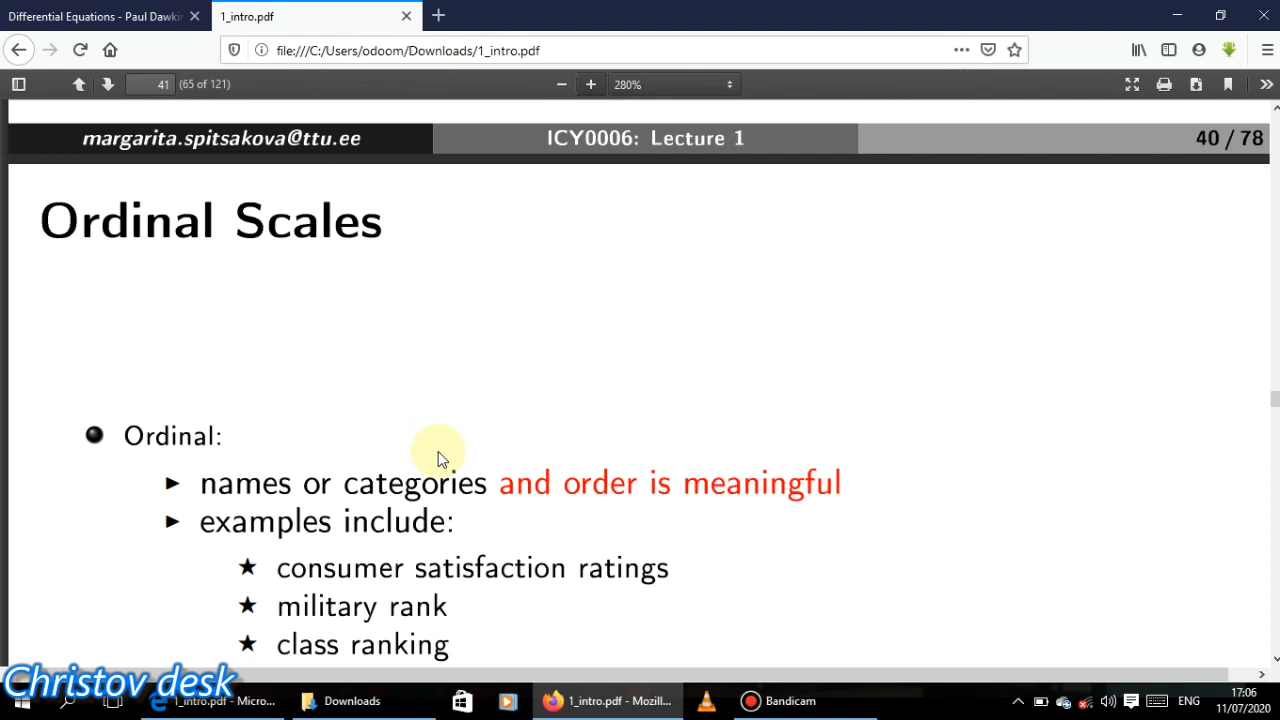 Differential Equations - Paul Dawkin
1_intro.pdf
file:///C:/Users/odoom/Downloads/1_intro.pdf
41 (65 of 121)
280%
margarita.spitsakova@ttu.ee
ICY0006: Lecture 1
40 / 78
Ordinal Scales
Ordinal:
names or categories and order is meaningful
examples include:
consumer satisfaction ratings
military rank
class ranking
Christov desk
1_intro.pdf - Micro...
Downloads
1_intro.pdf - Mozill...
Bandicam
ENG
17:06
11/07/2020